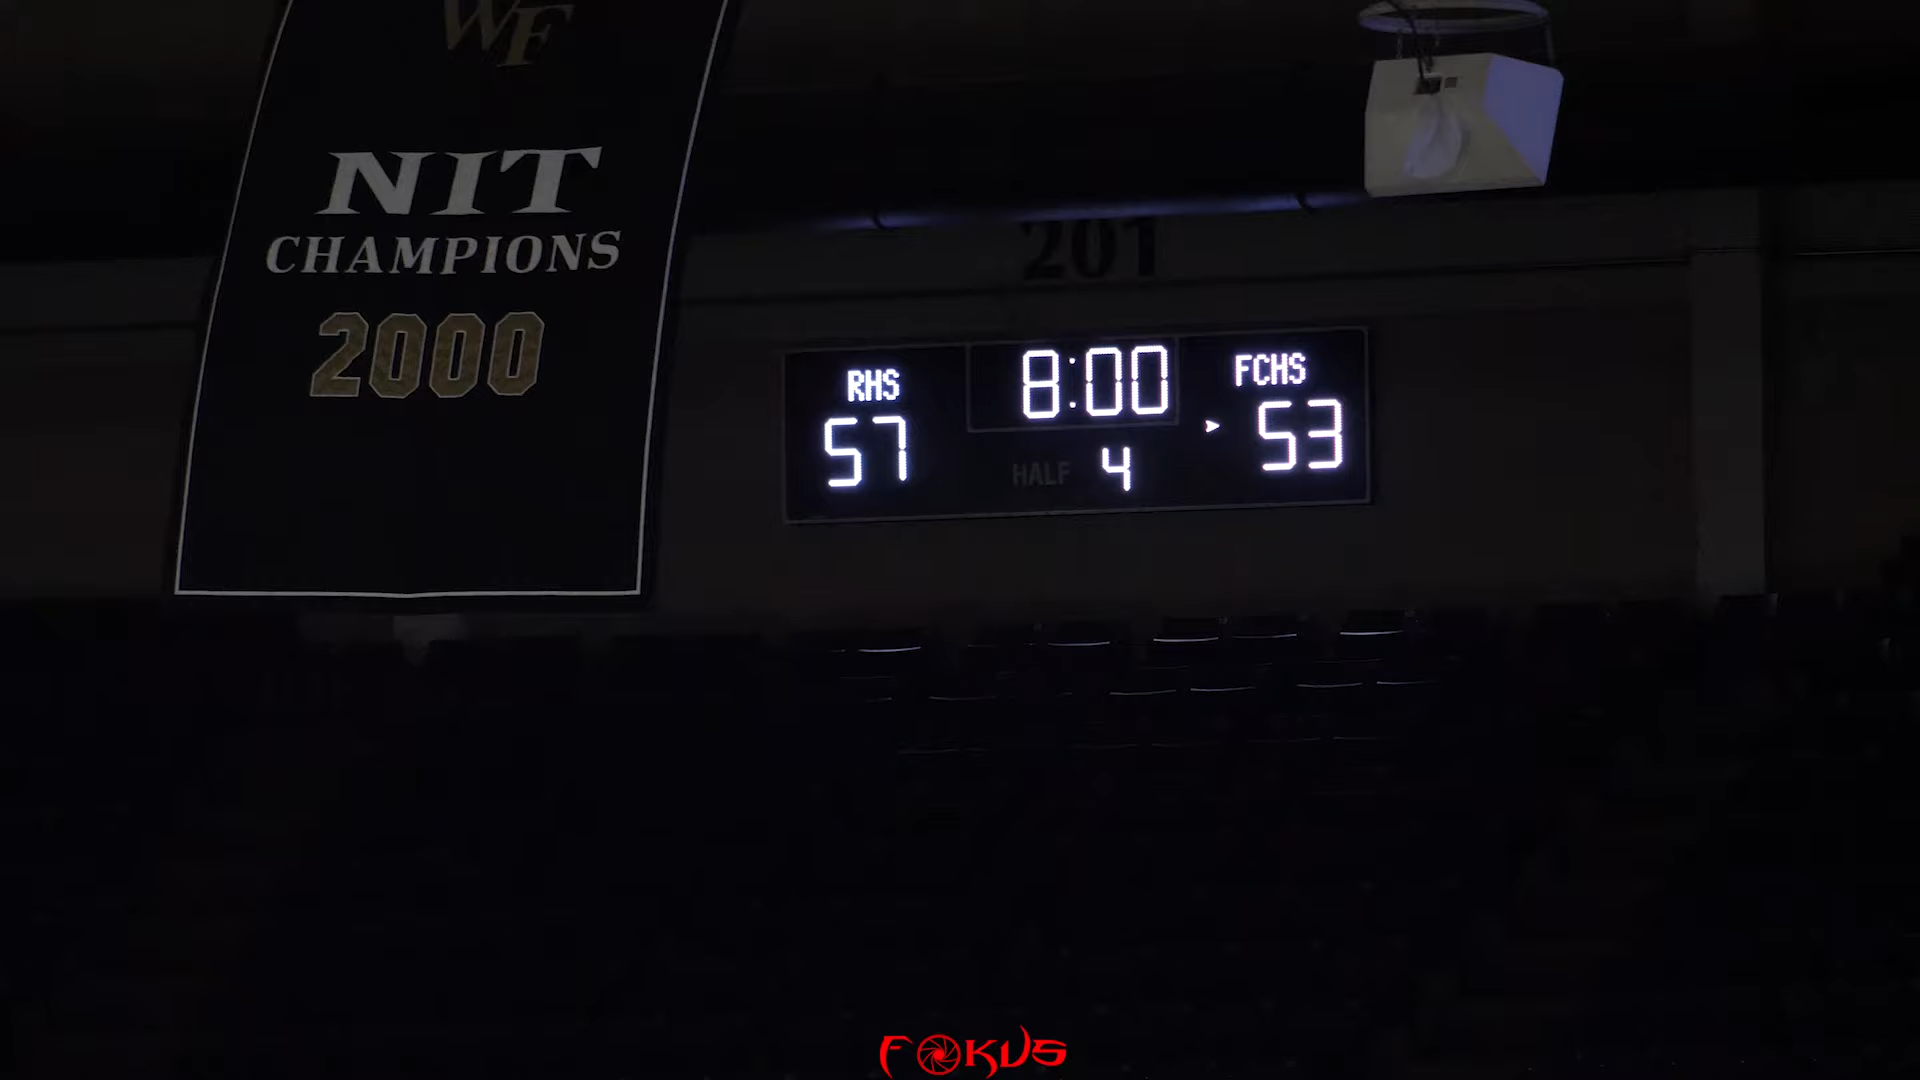 WF
NIT
CHAMPIONS
2000
201
RHS 8:00 FCHS
57 HALF 4 53
FOKUS